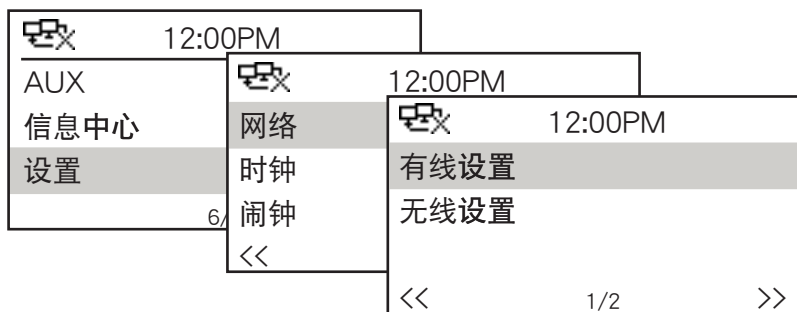 12:00PM
AUX
信息中心
设置
6/
12:00PM
网络
时钟
闹钟
<<
12:00PM
有线设置
无线设置
<< 1/2 >>